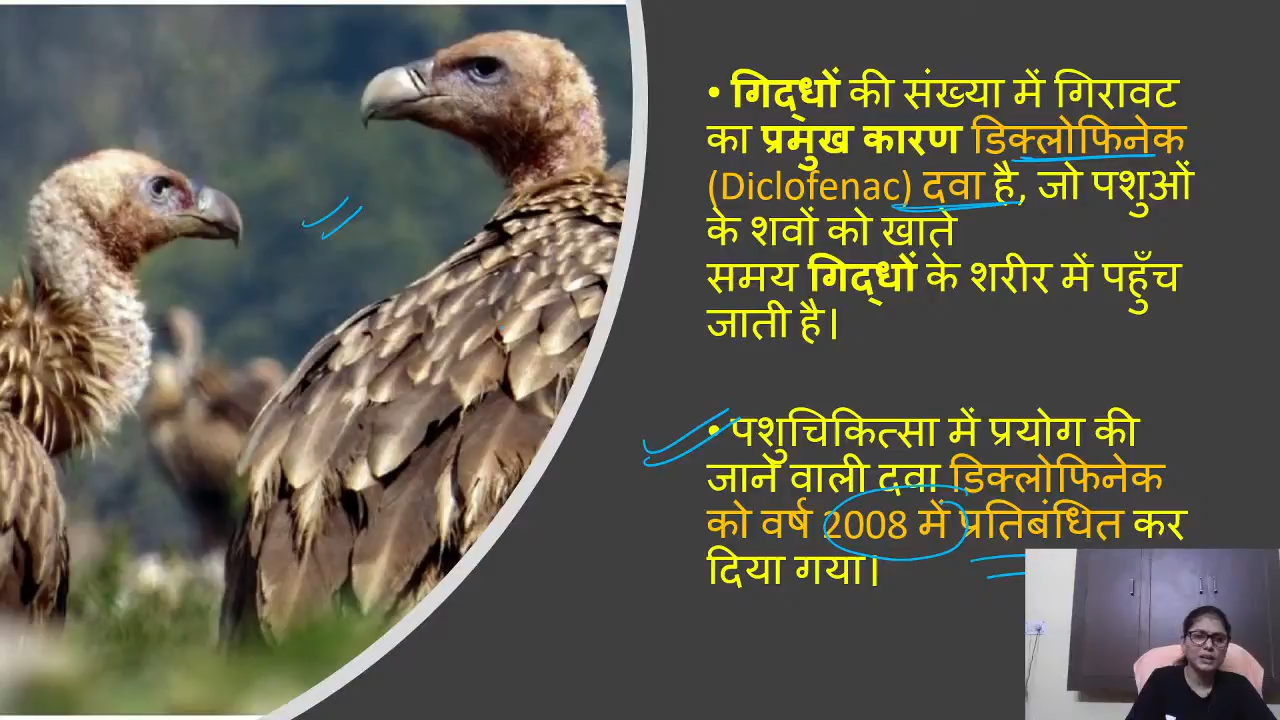 • गिद्धों की संख्या में गिरावट
का प्रमुख कारण डिक्लोफिनेक
(Diclofenac) दवा है, जो पशुओं
के शवों को खाते
समय गिद्धों के शरीर में पहुँच
जाती है।
• पशुचिकित्सा में प्रयोग की
जाने वाली दवा डिक्लोफिनेक
को वर्ष 2008 में प्रतिबंधित कर
दिया गया।